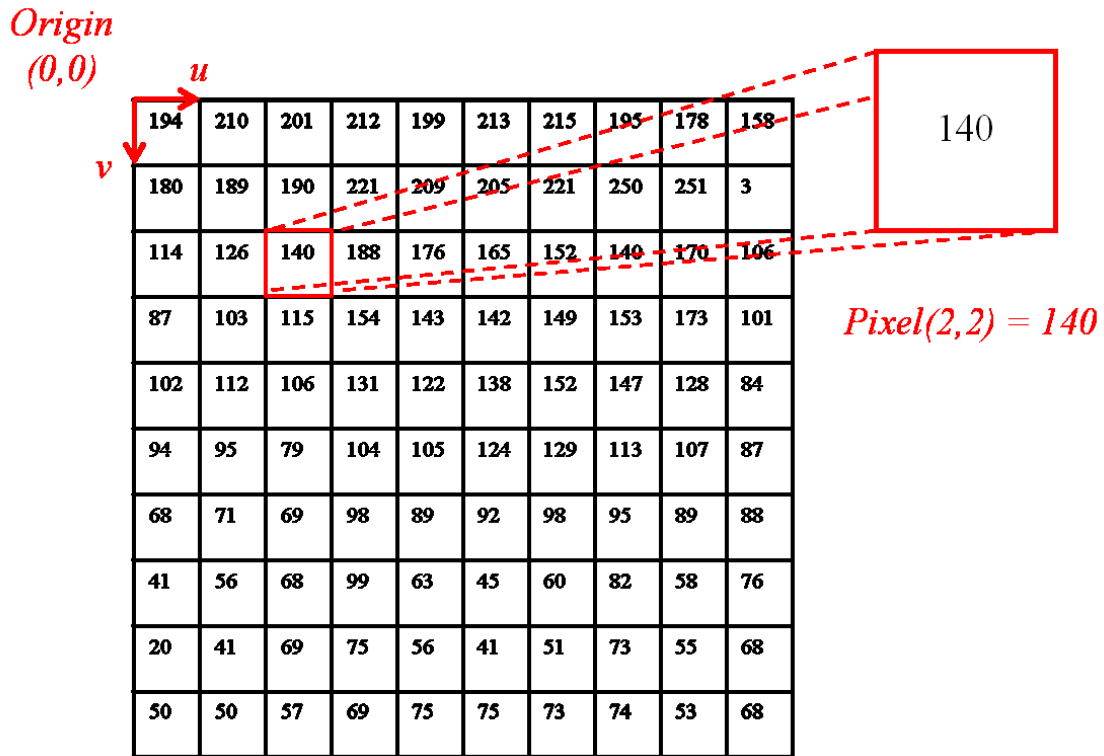 Origin
(0,0)
u
v
194 210 201 212 199 213 215 195 178 158
180 189 190 221 209 205 221 250 251 3
114 126 140 188 176 165 152 140 170 106
87 103 115 154 143 142 149 153 173 101
102 112 106 131 122 138 152 147 128 84
94 95 79 104 105 124 129 113 107 87
68 71 69 98 89 92 98 95 89 88
41 56 68 99 63 45 60 82 58 76
20 41 69 75 56 41 51 73 55 68
50 50 57 69 75 75 73 74 53 68
140
Pixel(2,2) = 140